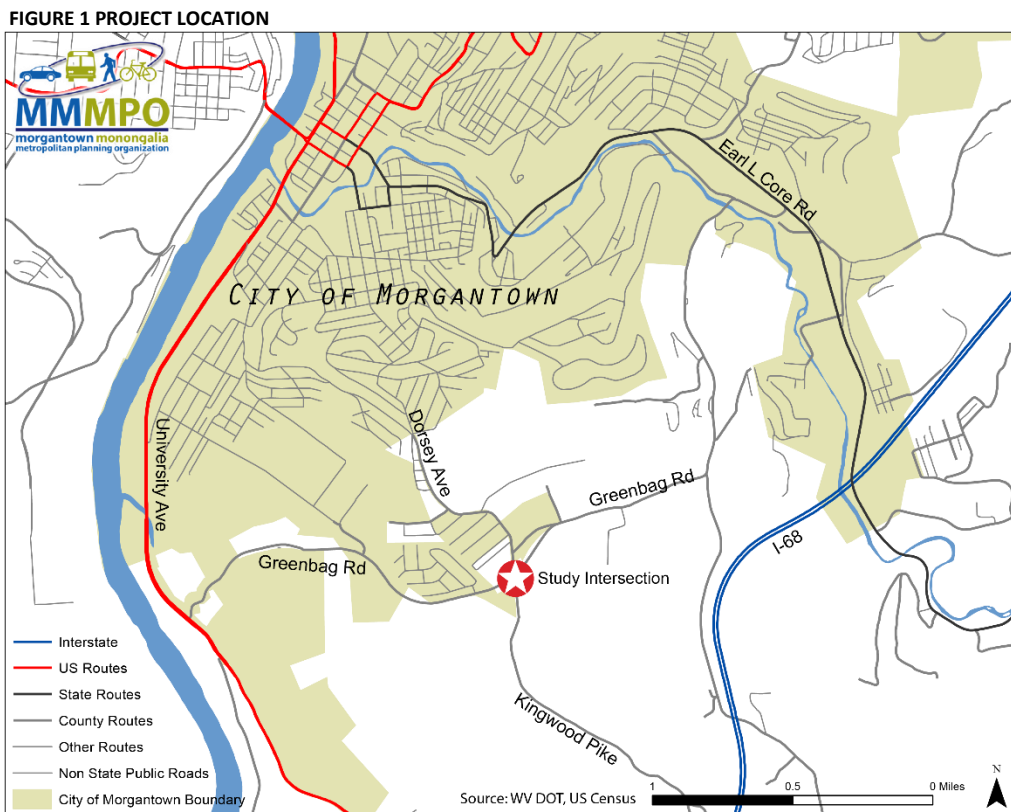 FIGURE 1 PROJECT LOCATION
MMMPO
morgantown monongalia
metropolitan planning organization
Earl L Core Rd
CITY OF MORGANTOWN
University Ave
Dorsey Ave
Greenbag Rd
I-68
Greenbag Rd
Study Intersection
Kingwood Pike
Interstate
US Routes
State Routes
County Routes
Other Routes
Non State Public Roads
City of Morgantown Boundary
Source: WV DOT, US Census
1 0.5 0 Miles
N